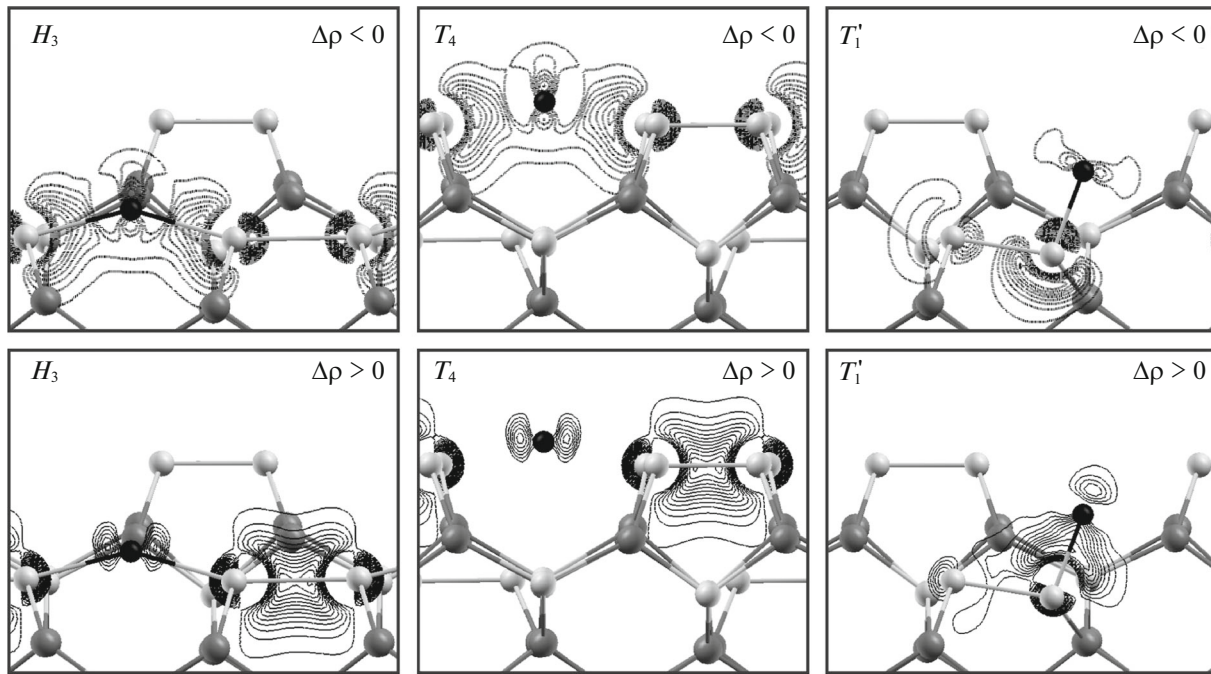 H₃ Δρ < 0
T₄ Δρ < 0
T₁' Δρ < 0
H₃ Δρ > 0
T₄ Δρ > 0
T₁' Δρ > 0